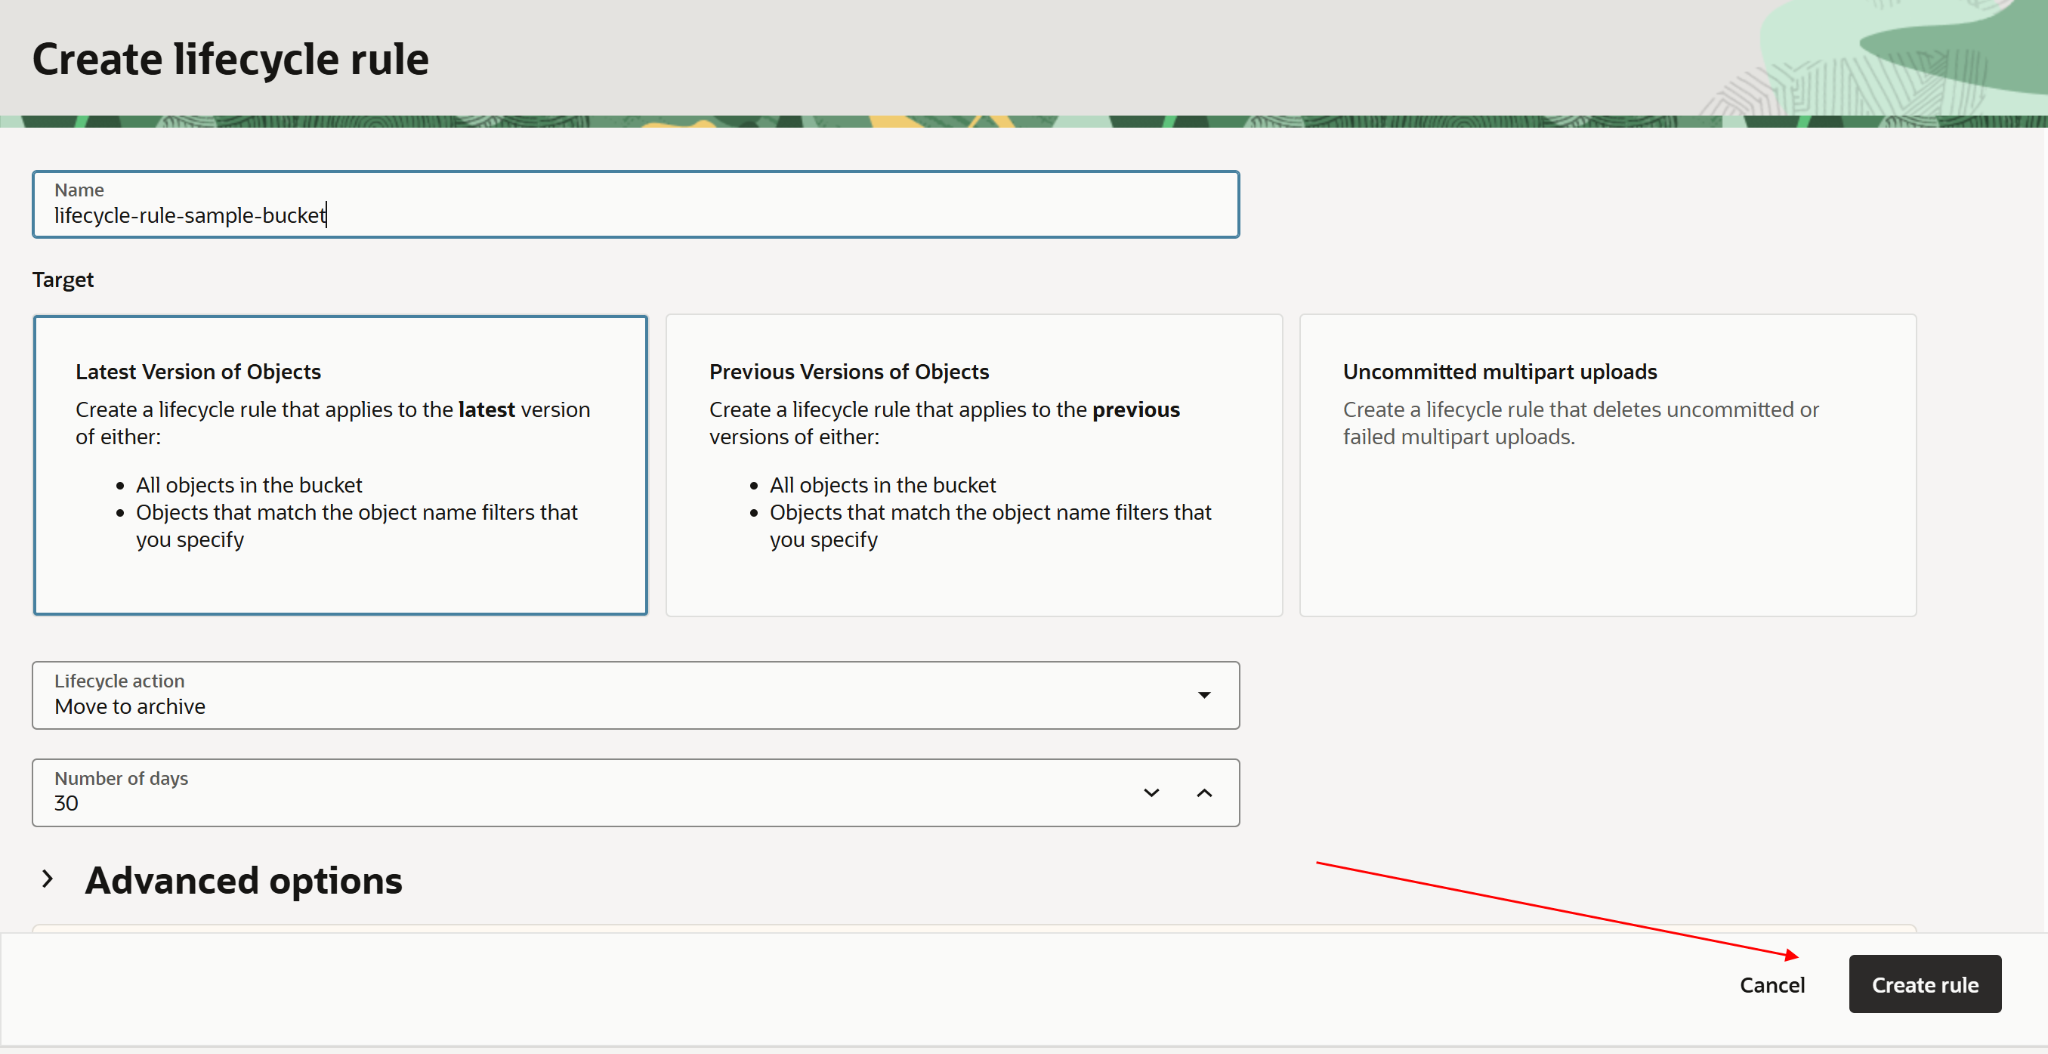 Create lifecycle rule
Name
lifecycle-rule-sample-bucket
Target
Latest Version of Objects
Create a lifecycle rule that applies to the latest version
of either:
• All objects in the bucket
• Objects that match the object name filters that
you specify
Previous Versions of Objects
Create a lifecycle rule that applies to the previous
versions of either:
• All objects in the bucket
• Objects that match the object name filters that
you specify
Uncommitted multipart uploads
Create a lifecycle rule that deletes uncommitted or
failed multipart uploads.
Lifecycle action
Move to archive
Number of days
30
Advanced options
Cancel
Create rule